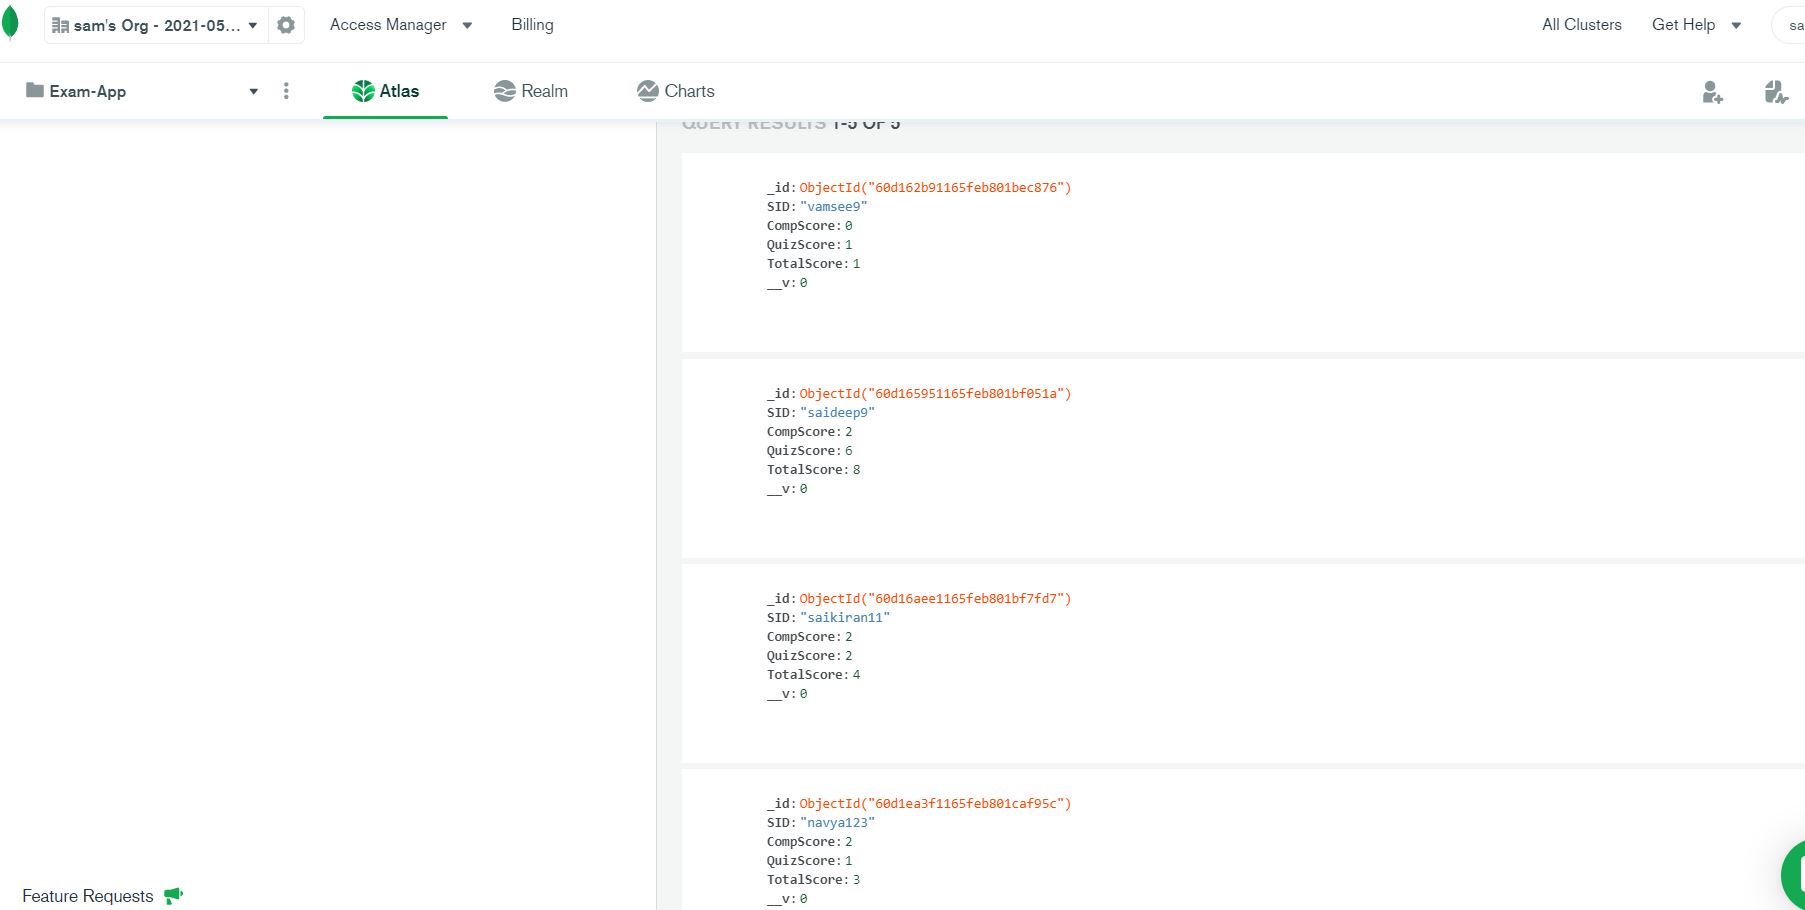 sam's Org - 2021-05... Access Manager Billing All Clusters Get Help sa
Exam-App Atlas Realm Charts
QUERY RESULTS 1-5 OF 5
_id: ObjectId("60d162b91165feb801bec876")
SID: "vamsee9"
CompScore: 0
QuizScore: 1
TotalScore: 1
__v: 0
_id: ObjectId("60d165951165feb801bf051a")
SID: "saideep9"
CompScore: 2
QuizScore: 6
TotalScore: 8
__v: 0
_id: ObjectId("60d16aee1165feb801bf7fd7")
SID: "saikiran11"
CompScore: 2
QuizScore: 2
TotalScore: 4
__v: 0
_id: ObjectId("60d1ea3f1165feb801caf95c")
SID: "navya123"
CompScore: 2
QuizScore: 1
TotalScore: 3
__v: 0
Feature Requests